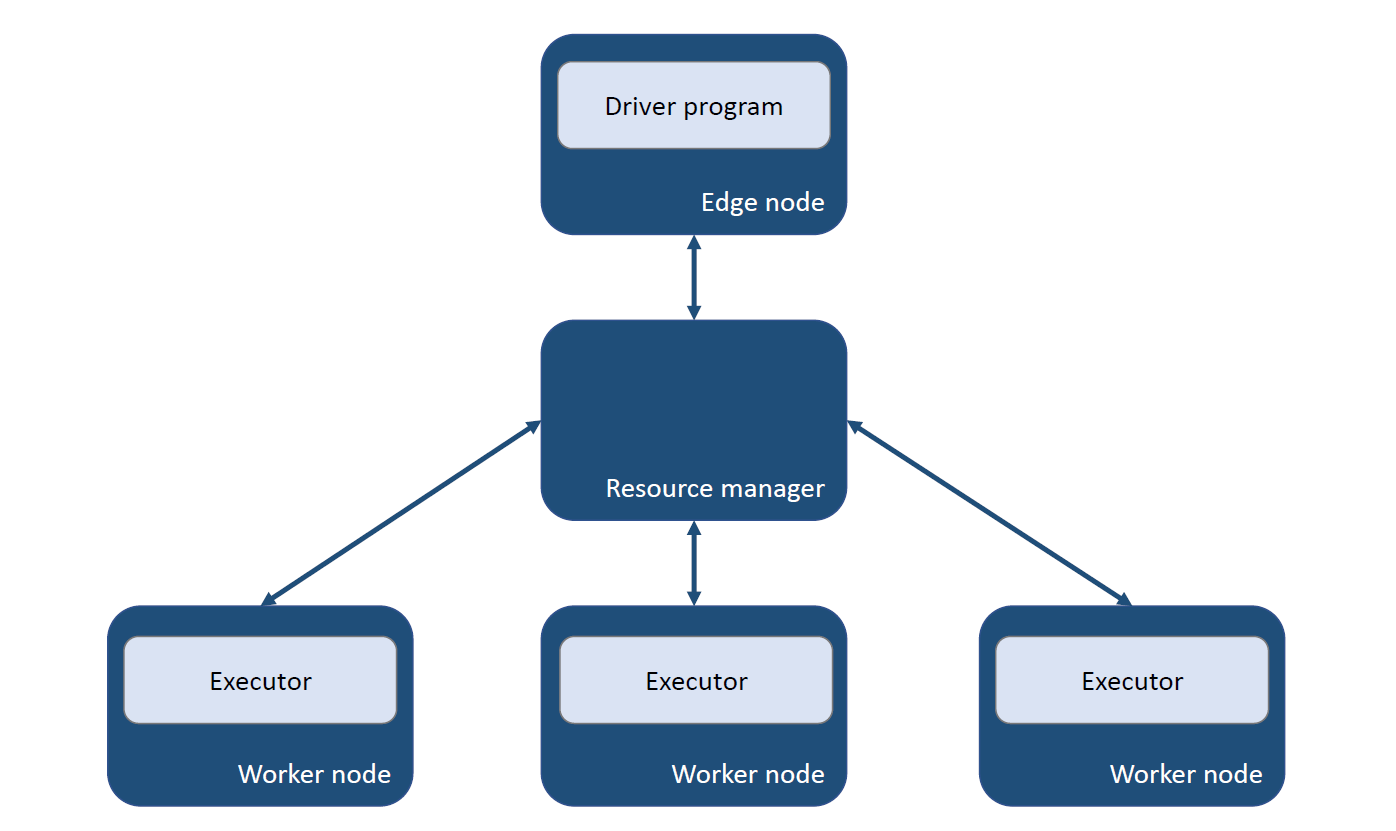 Driver program
Edge node
Resource manager
Executor
Executor
Executor
Worker node
Worker node
Worker node